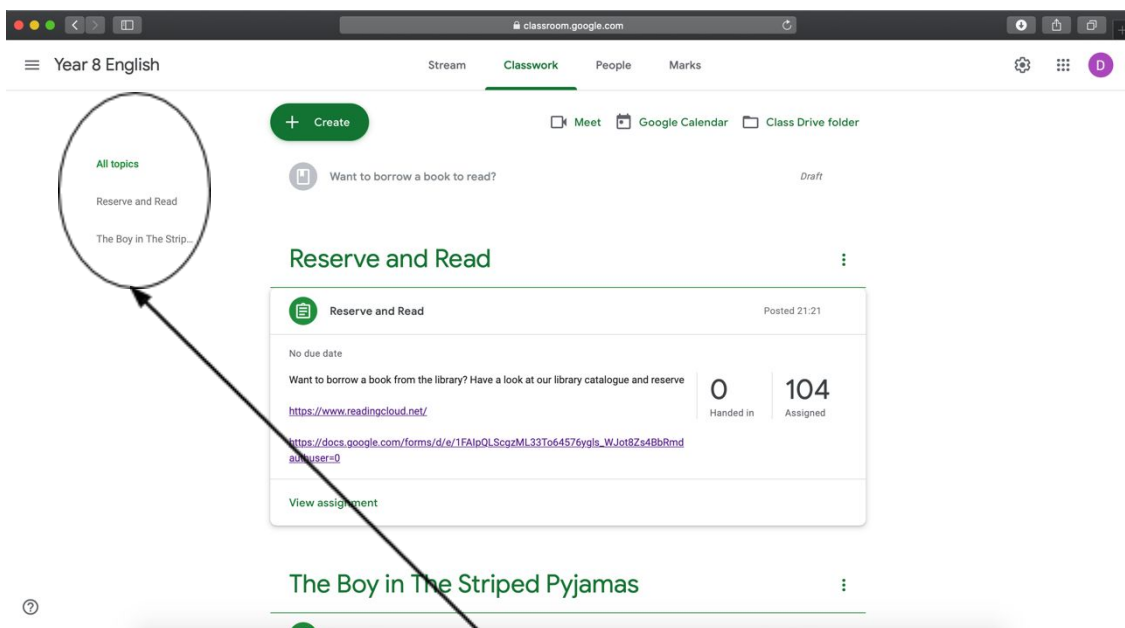 classroom.google.com
Year 8 English
Stream Classwork People Marks
D
Create
Meet Google Calendar Class Drive folder
All topics
Reserve and Read
The Boy in The Strip...
Want to borrow a book to read? Draft
Reserve and Read
Reserve and Read Posted 21:21
No due date
Want to borrow a book from the library? Have a look at our library catalogue and reserve
https://www.readingcloud.net/
0 Handed in
104 Assigned
https://docs.google.com/forms/d/e/1FAIpQLScgzML33To64576ygls_WJot8Zs4BbRmd
authuser=0
View assignment
The Boy in The Striped Pyjamas